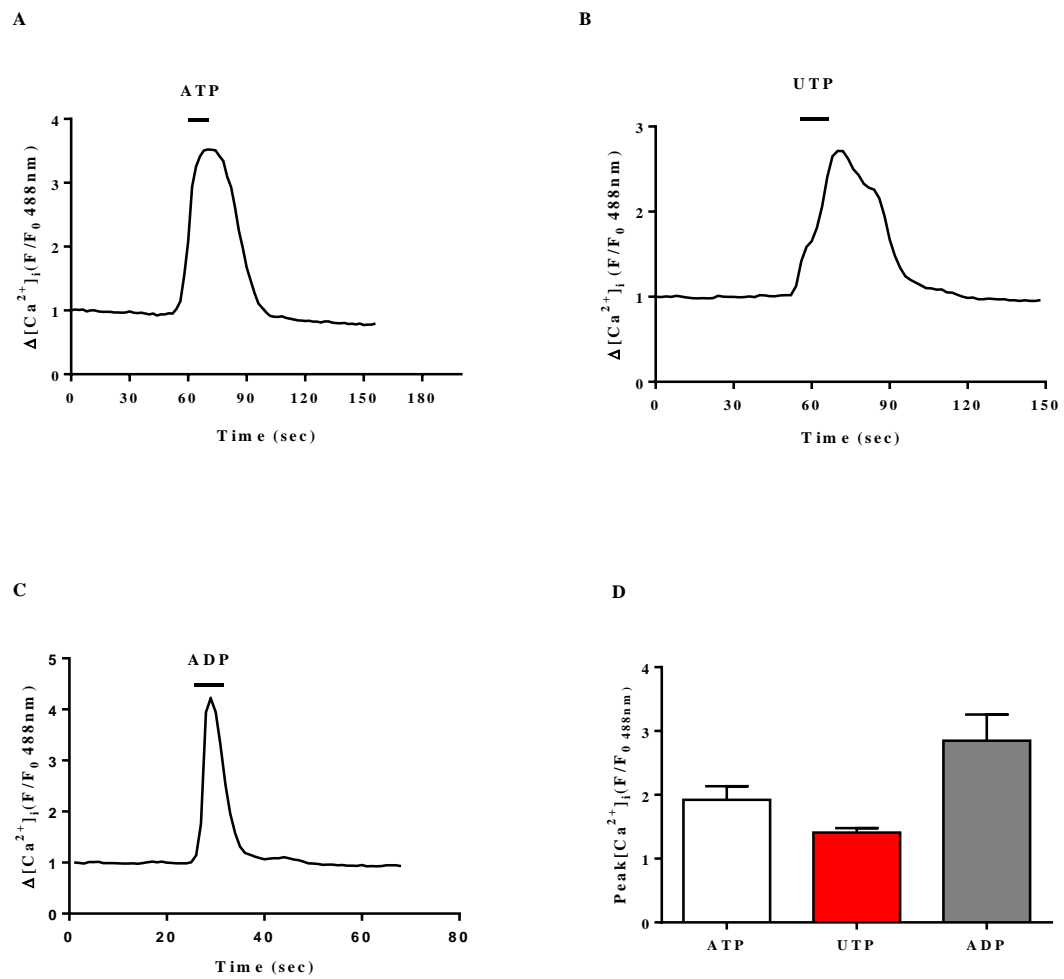 A
ATP
Δ[Ca²⁺]ᵢ(F/F₀ 488nm)
4
3
2
1
0
0 30 60 90 120 150 180
Time (sec)
B
UTP
Δ[Ca²⁺]ᵢ (F/F₀ 488nm)
3
2
1
0
0 30 60 90 120 150
Time (sec)
C
ADP
Δ[Ca²⁺]ᵢ(F/F₀ 488nm)
5
4
3
2
1
0
0 20 40 60 80
Time (sec)
D
Peak[Ca²⁺]ᵢ(F/F₀ 488nm)
4
3
2
1
0
ATP UTP ADP